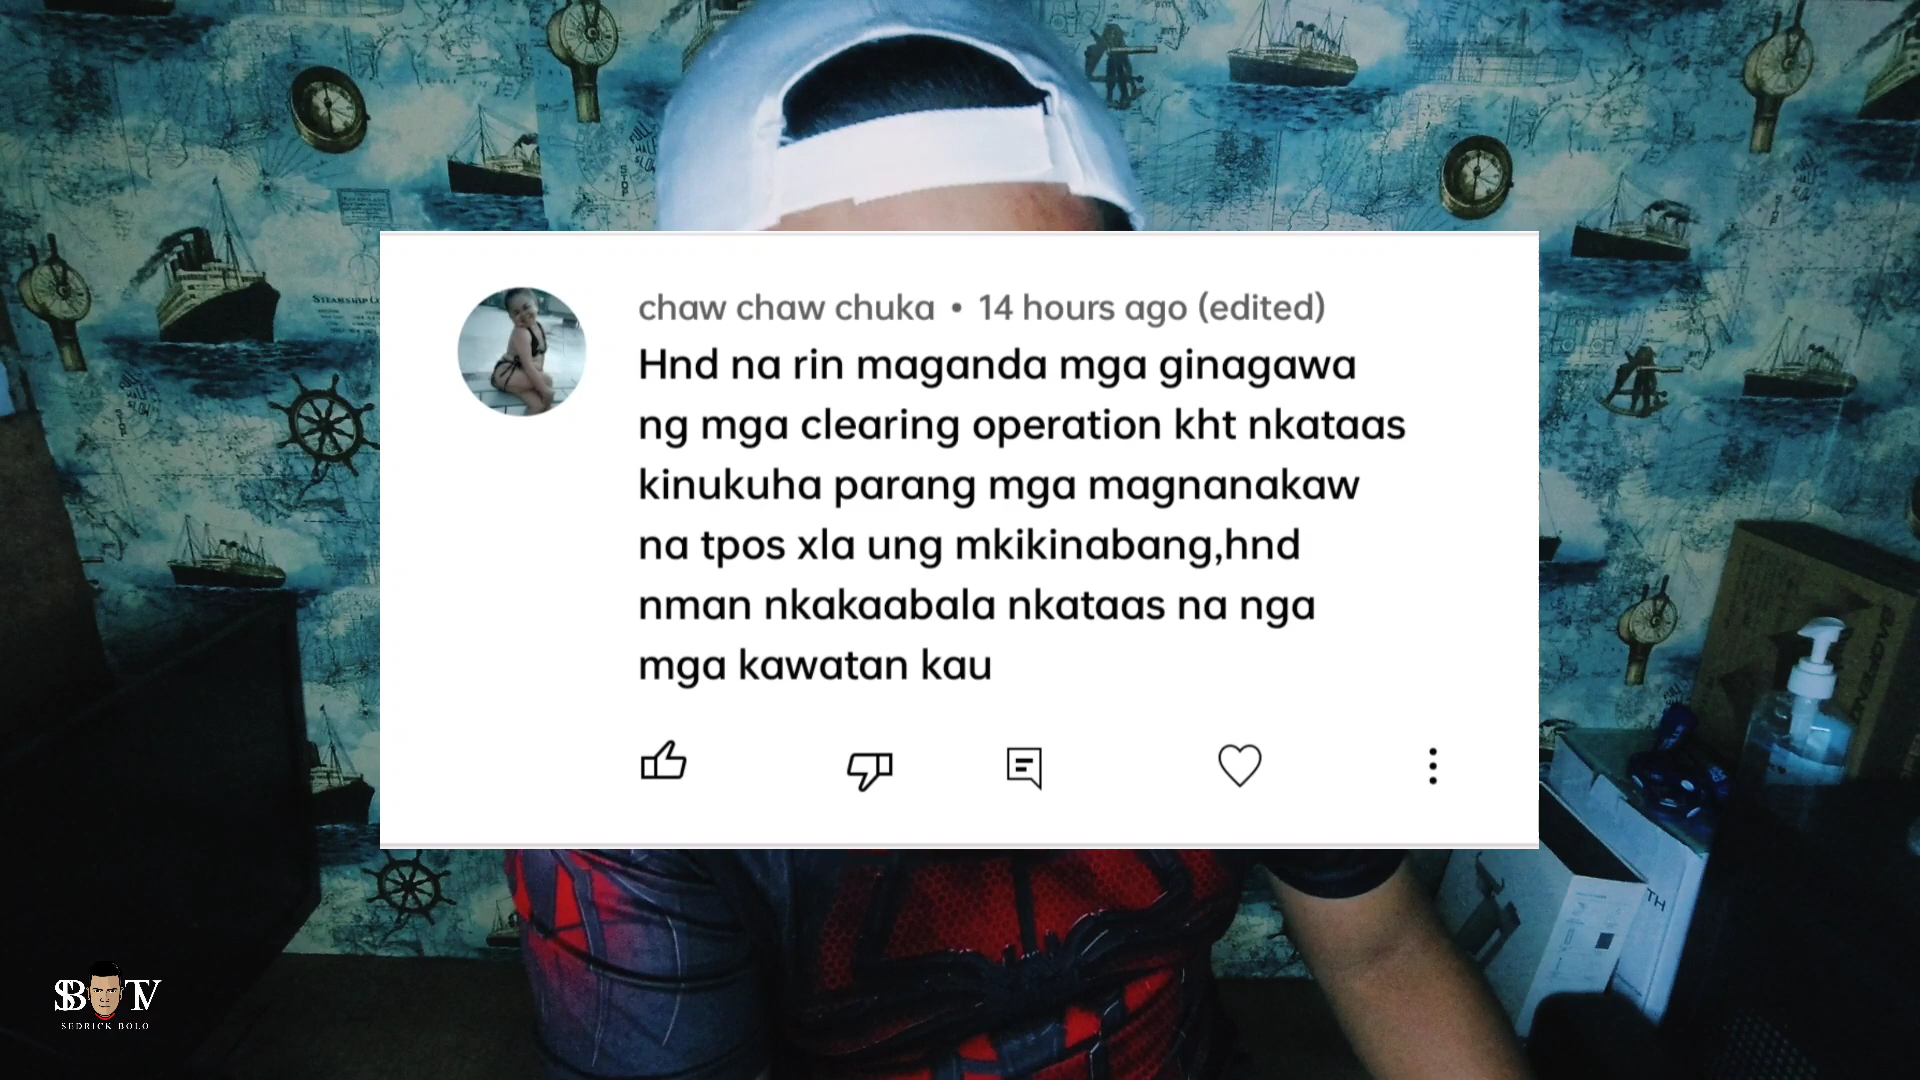 chaw chaw chuka • 14 hours ago (edited)
Hnd na rin maganda mga ginagawa
ng mga clearing operation kht nkataas
kinukuha parang mga magnanakaw
na tpos xla ung mkikinabang,hnd
nman nkakaabala nkataas na nga
mga kawatan kau
SB TV
SEDRICK BOLO